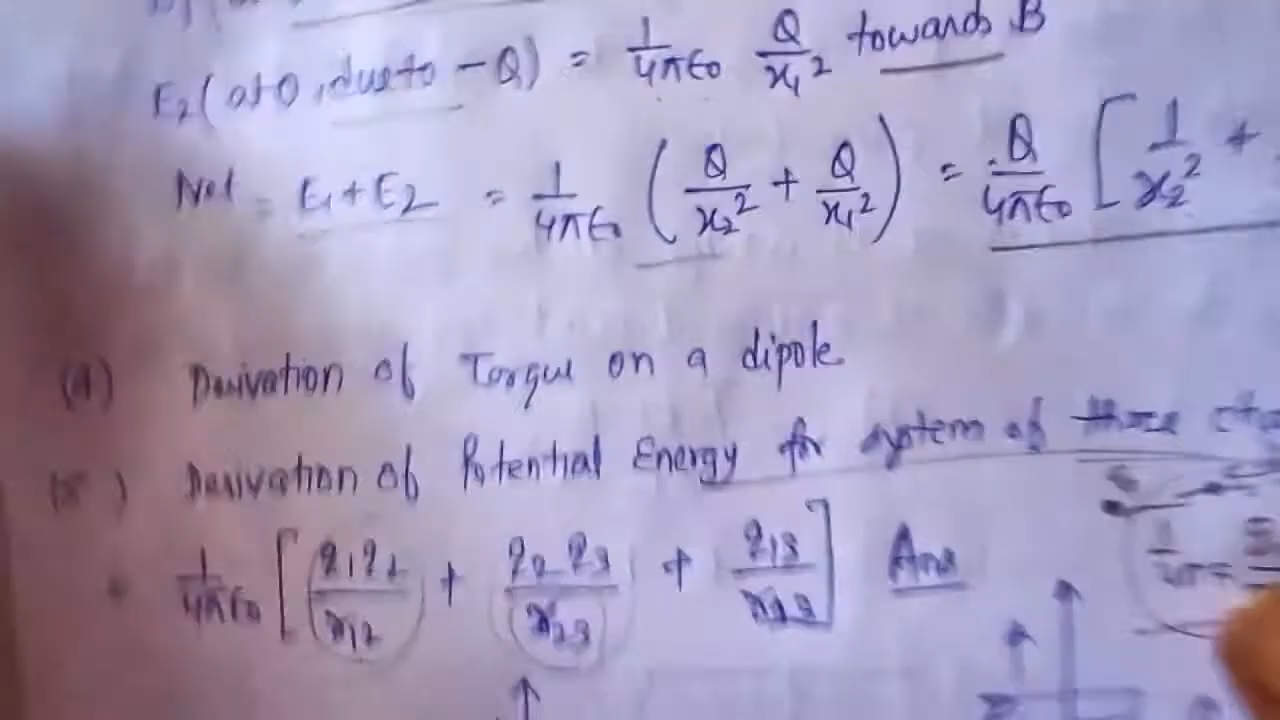 E₂ (at O, due to -Q) = 1/4πε₀ Q/x₁² towards B
Net = E₁ + E₂ = 1/4πε₀ (Q/x₂² + Q/x₁²) = Q/4πε₀ [1/x₂² +
(4) Derivation of Torque on a dipole
Derivation of Potential Energy for system of three
1/4πε₀ [q₁q₂/r₁₂ + q₂q₃/r₂₃ + q₁₃/r₁₃] Ans